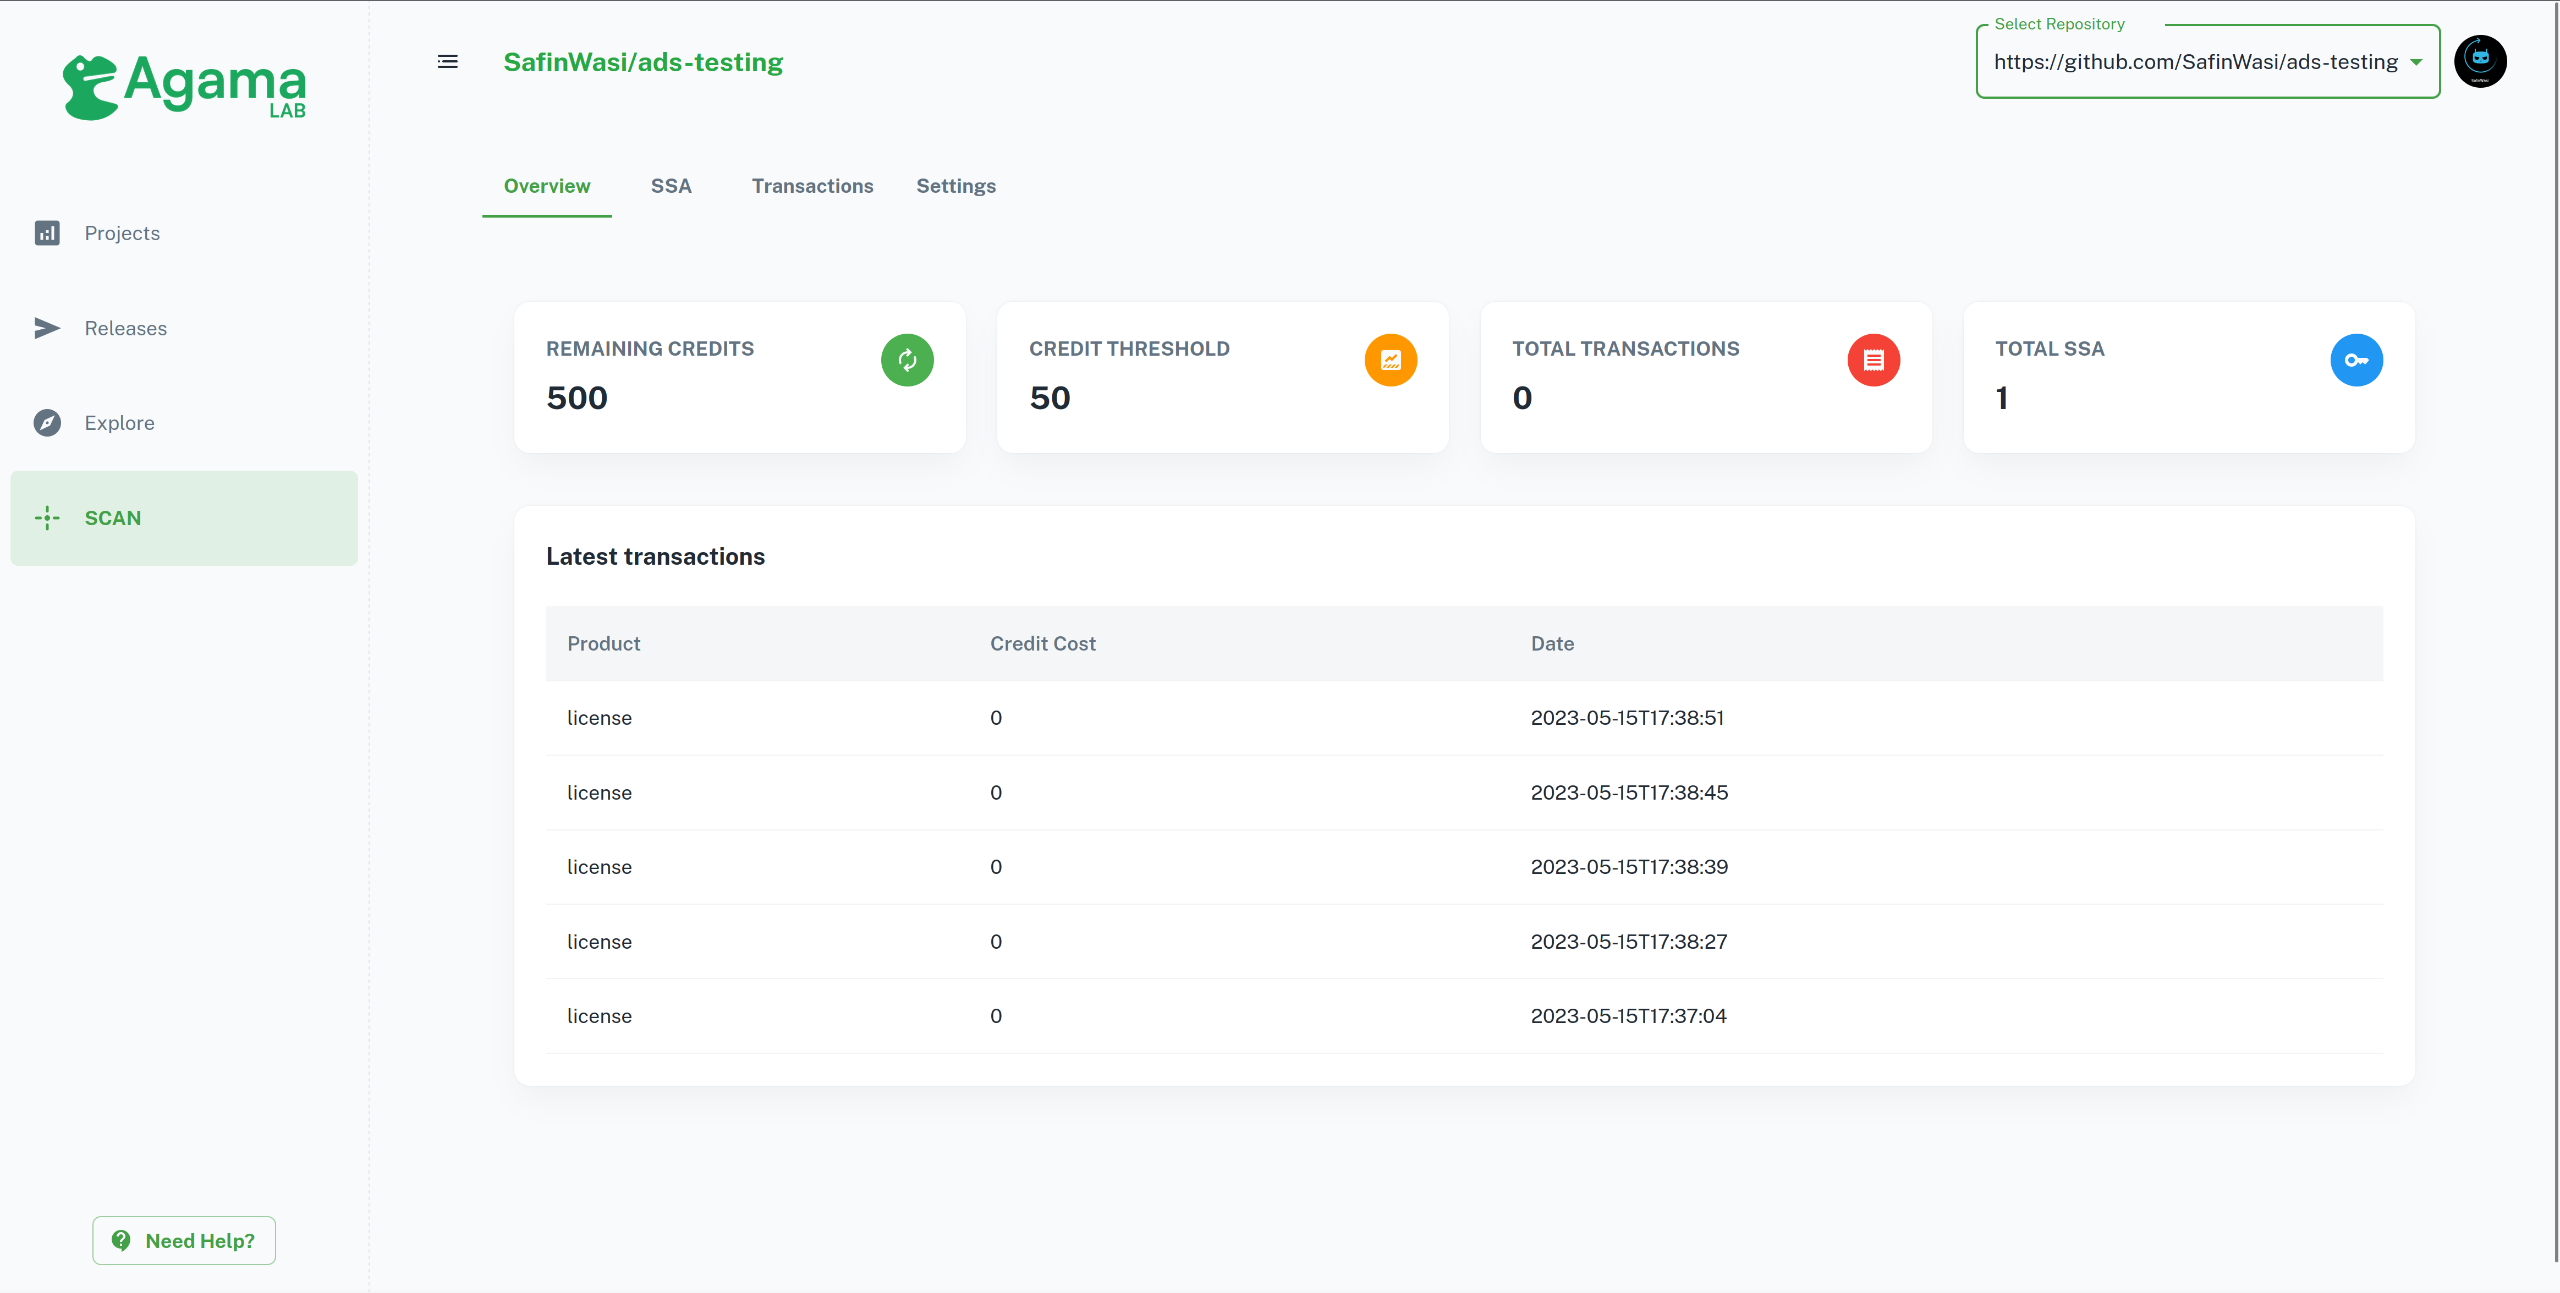 Agama
LAB
SafinWasi/ads-testing
Select Repository
https://github.com/SafinWasi/ads-testing
Projects
Releases
Explore
SCAN
Need Help?
Overview SSA Transactions Settings
REMAINING CREDITS
500
CREDIT THRESHOLD
50
TOTAL TRANSACTIONS
0
TOTAL SSA
1
Latest transactions
Product Credit Cost Date
license 0 2023-05-15T17:38:51
license 0 2023-05-15T17:38:45
license 0 2023-05-15T17:38:39
license 0 2023-05-15T17:38:27
license 0 2023-05-15T17:37:04